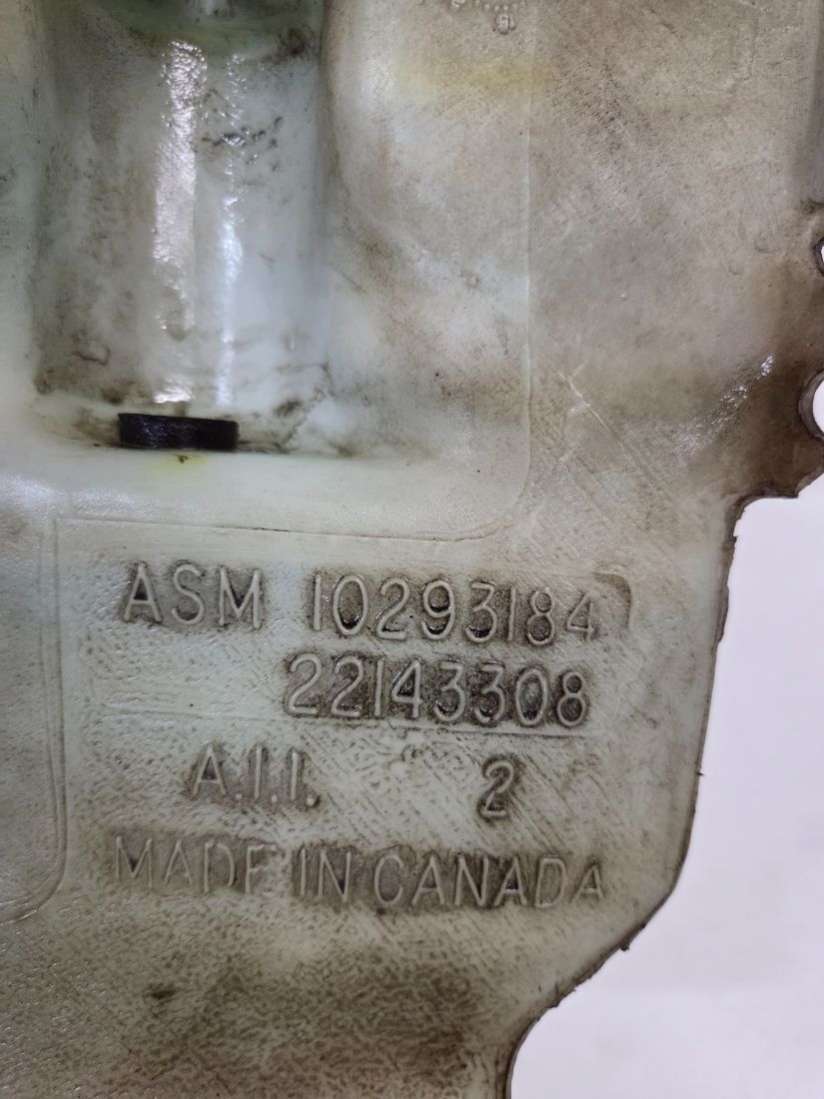 ASM 10293184
22143308
A.I.I. 2
MADE IN CANADA